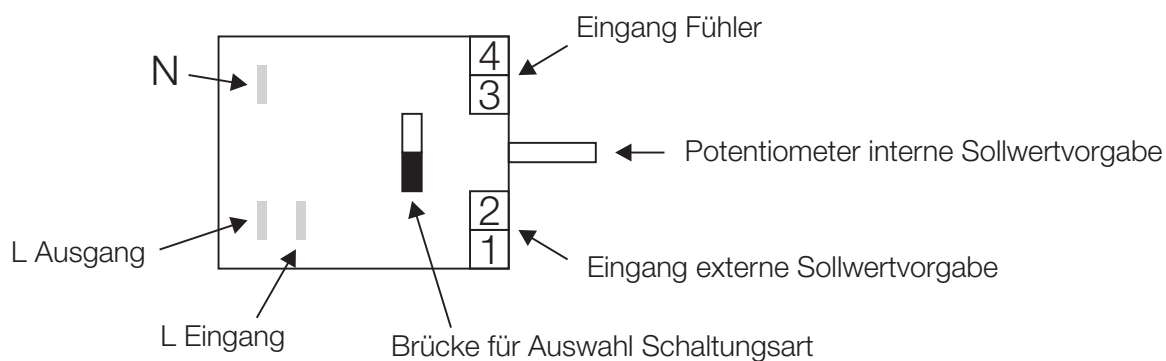 Eingang Fühler
N
4
3
Potentiometer interne Sollwertvorgabe
2
1
L Ausgang
Eingang externe Sollwertvorgabe
L Eingang
Brücke für Auswahl Schaltungsart